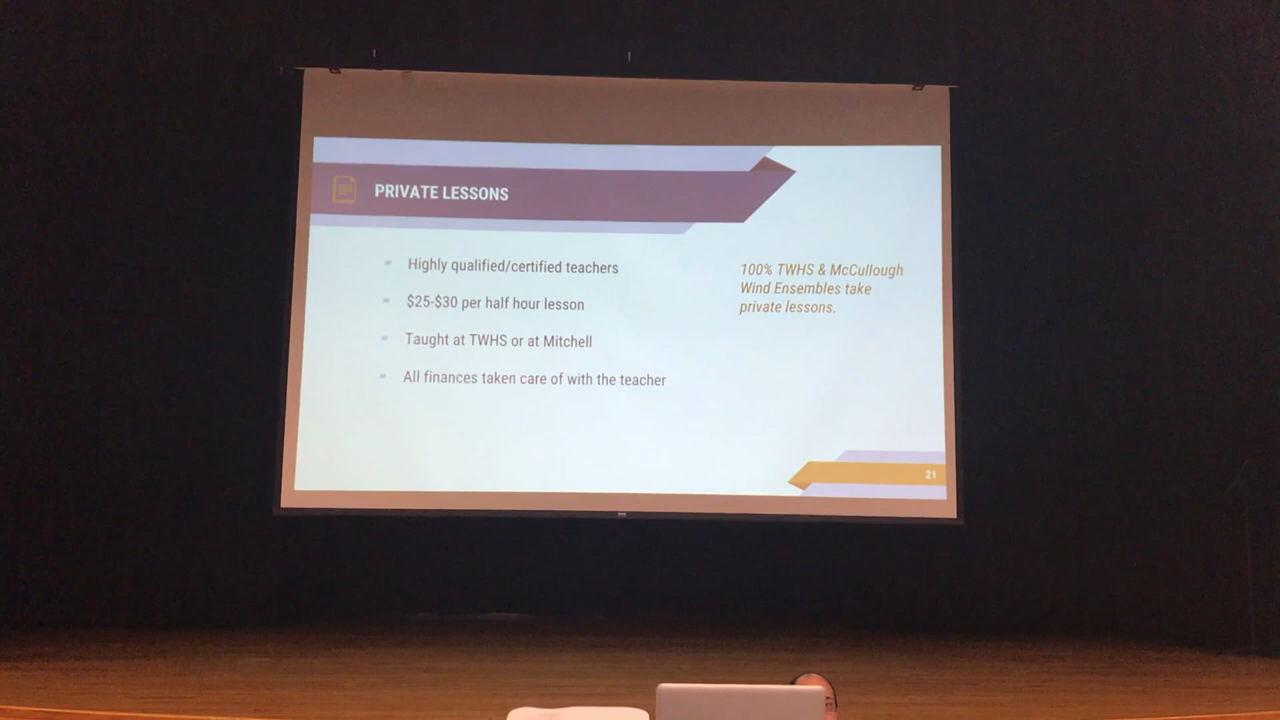 PRIVATE LESSONS
Highly qualified/certified teachers
$25-$30 per half hour lesson
Taught at TWHS or at Mitchell
All finances taken care of with the teacher
100% TWHS & McCullough
Wind Ensembles take
private lessons.
21